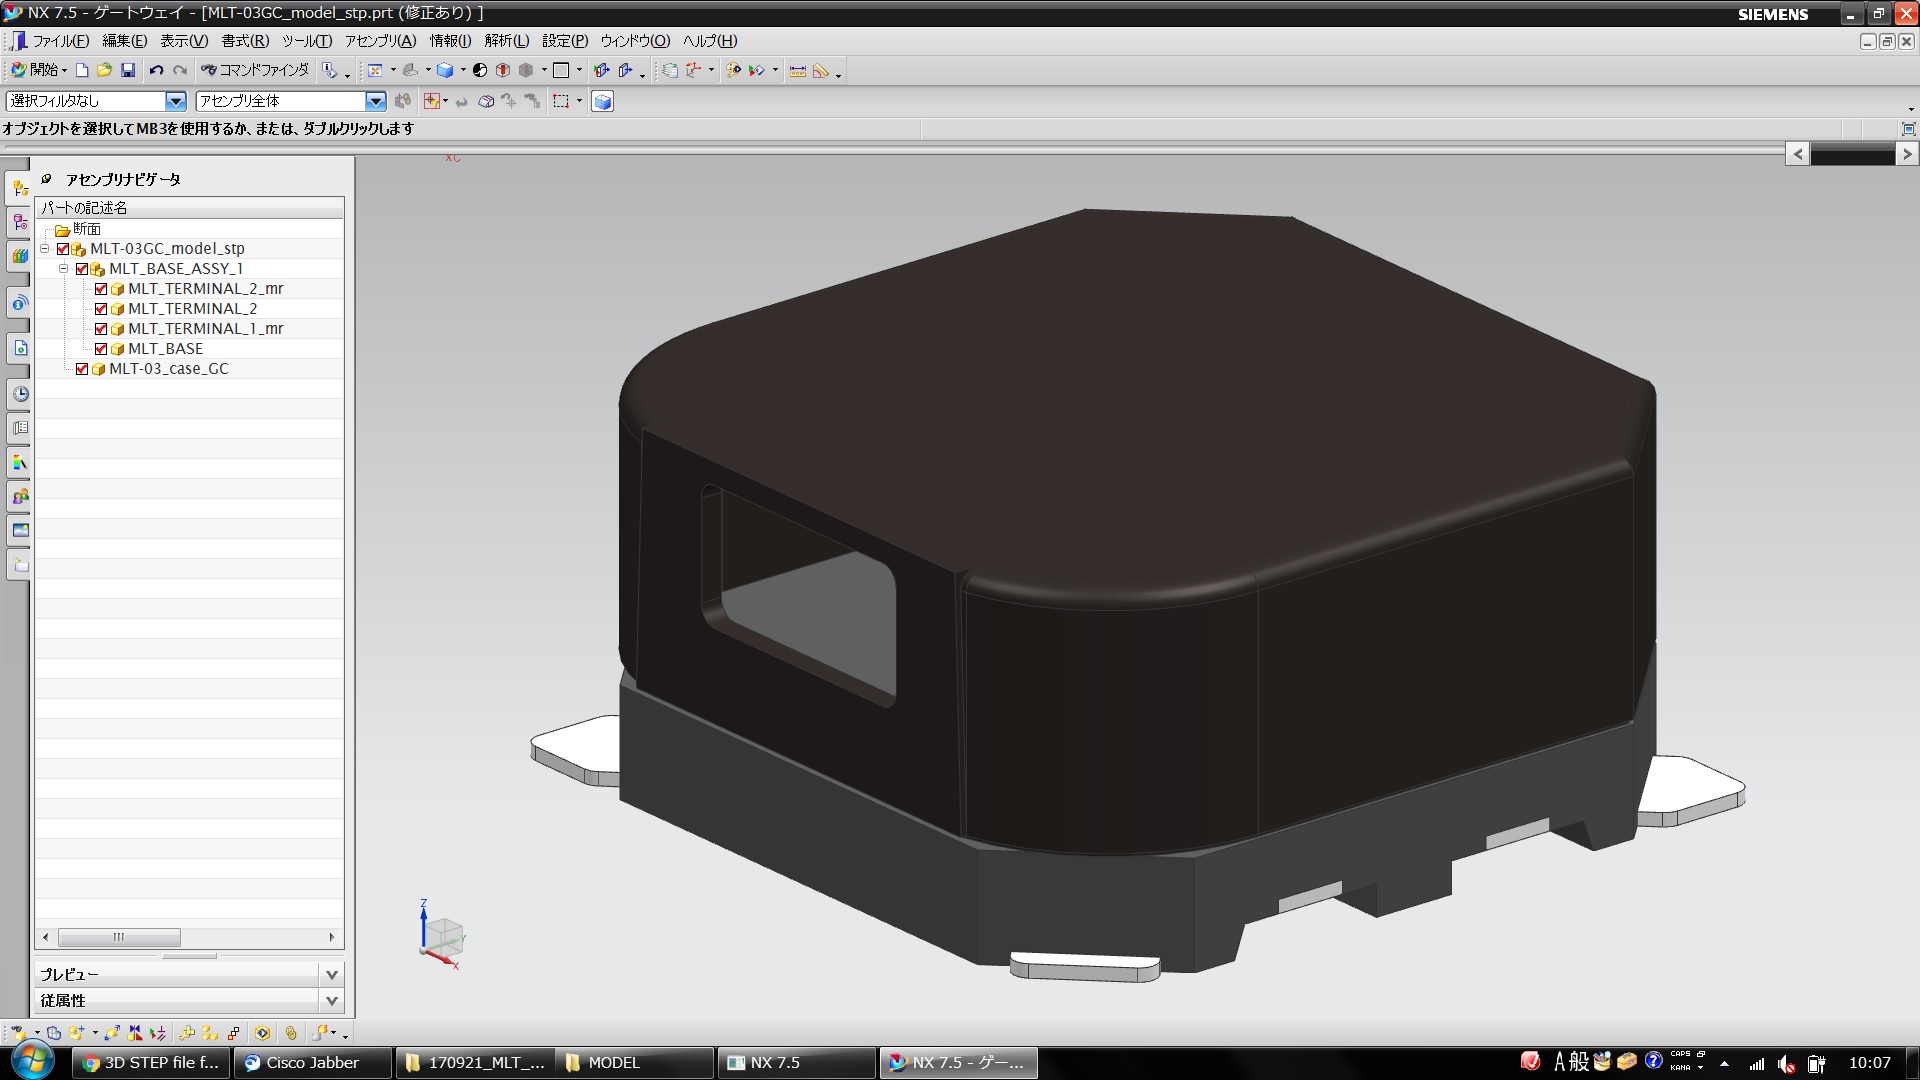 NX 7.5 - ゲートウェイ - [MLT-03GC_model_stp.prt (修正あり) ]
SIEMENS
ファイル(F) 編集(E) 表示(V) 書式(R) ツール(T) アセンブリ(A) 情報(I) 解析(L) 設定(P) ウィンドウ(O) ヘルプ(H)
開始 コマンドファインダ
選択フィルタなし アセンブリ全体
オブジェクトを選択してMB3を使用するか、または、ダブルクリックします
XC
アセンブリナビゲータ
パートの記述名
断面
MLT-03GC_model_stp
MLT_BASE_ASSY_1
MLT_TERMINAL_2_mr
MLT_TERMINAL_2
MLT_TERMINAL_1_mr
MLT_BASE
MLT-03_case_GC
Z
Y
X
プレビュー
従属性
3D STEP file f... Cisco Jabber 170921_MLT_... MODEL NX 7.5 NX 7.5 - ゲー... A 般 CAPS KANA 10:07